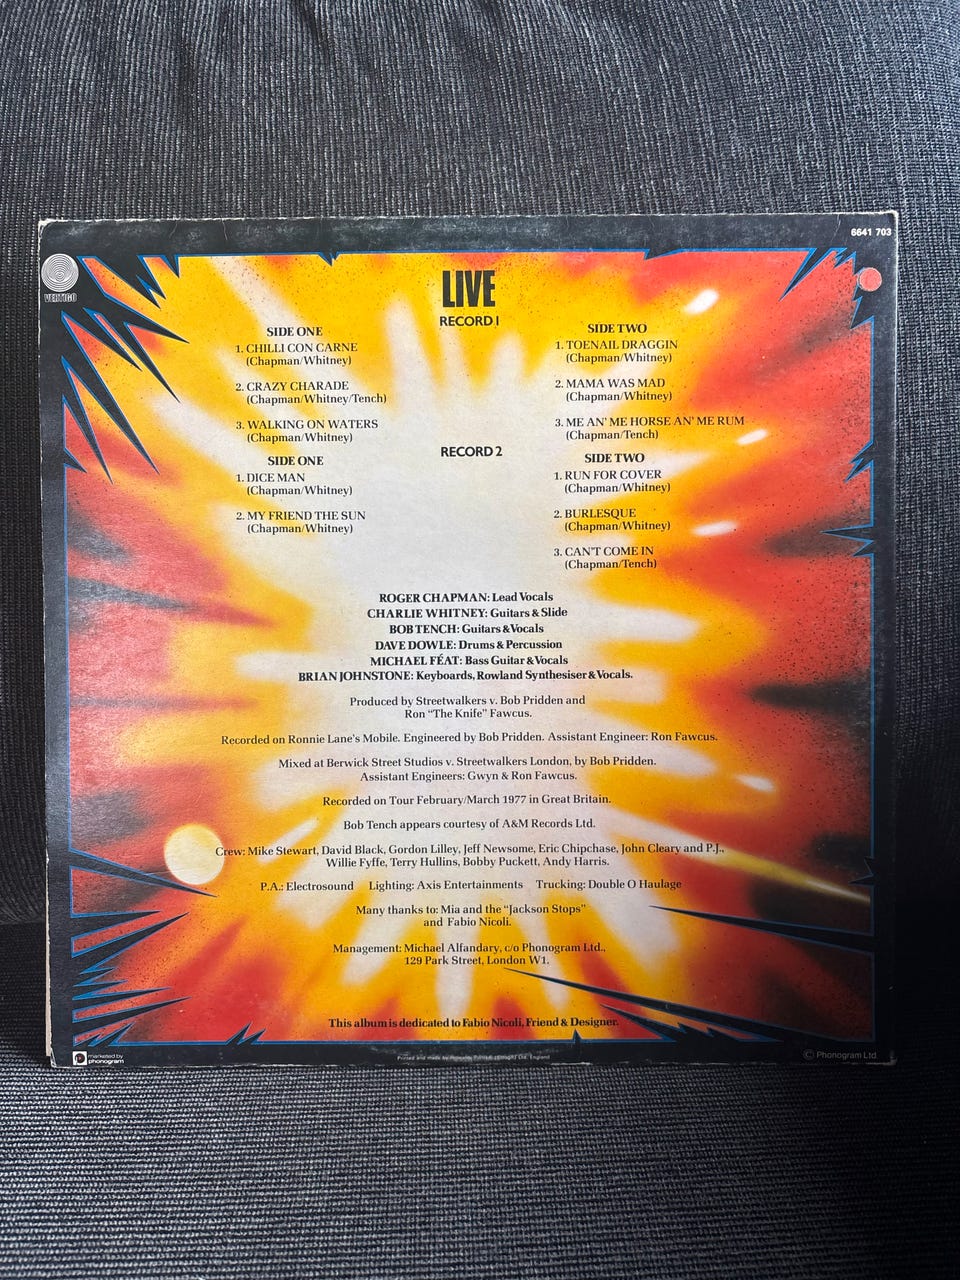 6641 703
VERTIGO
LIVE
RECORD 1
SIDE ONE
1. CHILLI CON CARNE
(Chapman/Whitney)
2. CRAZY CHARADE
(Chapman/Whitney/Tench)
3. WALKING ON WATERS
(Chapman/Whitney)
SIDE TWO
1. TOENAIL DRAGGIN
(Chapman/Whitney)
2. MAMA WAS MAD
(Chapman/Whitney)
3. ME AN' ME HORSE AN' ME RUM
(Chapman/Tench)
RECORD 2
SIDE ONE
1. DICE MAN
(Chapman/Whitney)
2. MY FRIEND THE SUN
(Chapman/Whitney)
SIDE TWO
1. RUN FOR COVER
(Chapman/Whitney)
2. BURLESQUE
(Chapman/Whitney)
3. CAN'T COME IN
(Chapman/Tench)
ROGER CHAPMAN: Lead Vocals
CHARLIE WHITNEY: Guitars & Slide
BOB TENCH: Guitars & Vocals
DAVE DOWLE: Drums & Percussion
MICHAEL FÉAT: Bass Guitar & Vocals
BRIAN JOHNSTONE: Keyboards, Rowland Synthesiser & Vocals.
Produced by Streetwalkers v. Bob Pridden and
Ron "The Knife" Fawcus.
Recorded on Ronnie Lane's Mobile. Engineered by Bob Pridden. Assistant Engineer: Ron Fawcus.
Mixed at Berwick Street Studios v. Streetwalkers London, by Bob Pridden.
Assistant Engineers: Gwyn & Ron Fawcus.
Recorded on Tour February/March 1977 in Great Britain.
Bob Tench appears courtesy of A&M Records Ltd.
Crew: Mike Stewart, David Black, Gordon Lilley, Jeff Newsome, Eric Chipchase, John Cleary and P.J.,
Willie Fyffe, Terry Hullins, Bobby Puckett, Andy Harris.
P.A.: Electrosound Lighting: Axis Entertainments Trucking: Double O Haulage
Many thanks to: Mia and the "Jackson Stops"
and Fabio Nicoli.
Management: Michael Alfandary, c/o Phonogram Ltd.,
129 Park Street, London W1.
This album is dedicated to Fabio Nicoli, Friend & Designer.
marketed by
phonogram
Printed and made by Ltd. England
© Phonogram Ltd